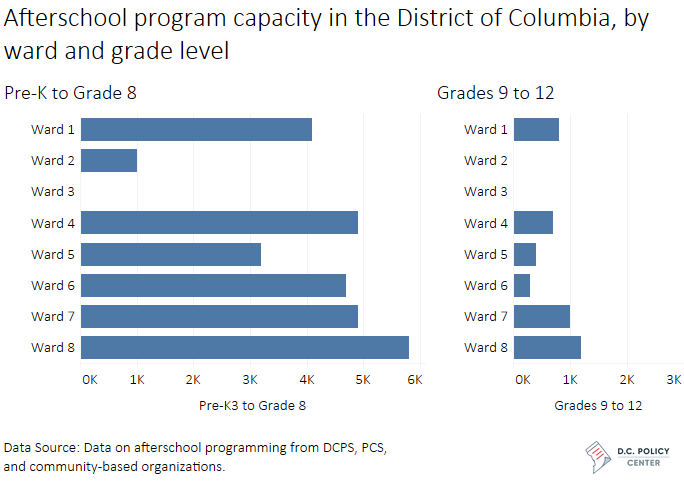 Afterschool program capacity in the District of Columbia, by
ward and grade level
Pre-K to Grade 8
Ward 1
Ward 2
Ward 3
Ward 4
Ward 5
Ward 6
Ward 7
Ward 8
0K 1K 2K 3K 4K 5K 6K
Pre-K3 to Grade 8
Grades 9 to 12
Ward 1
Ward 2
Ward 3
Ward 4
Ward 5
Ward 6
Ward 7
Ward 8
0K 1K 2K 3K
Grades 9 to 12
Data Source: Data on afterschool programming from DCPS, PCS,
and community-based organizations.
D.C. POLICY
CENTER